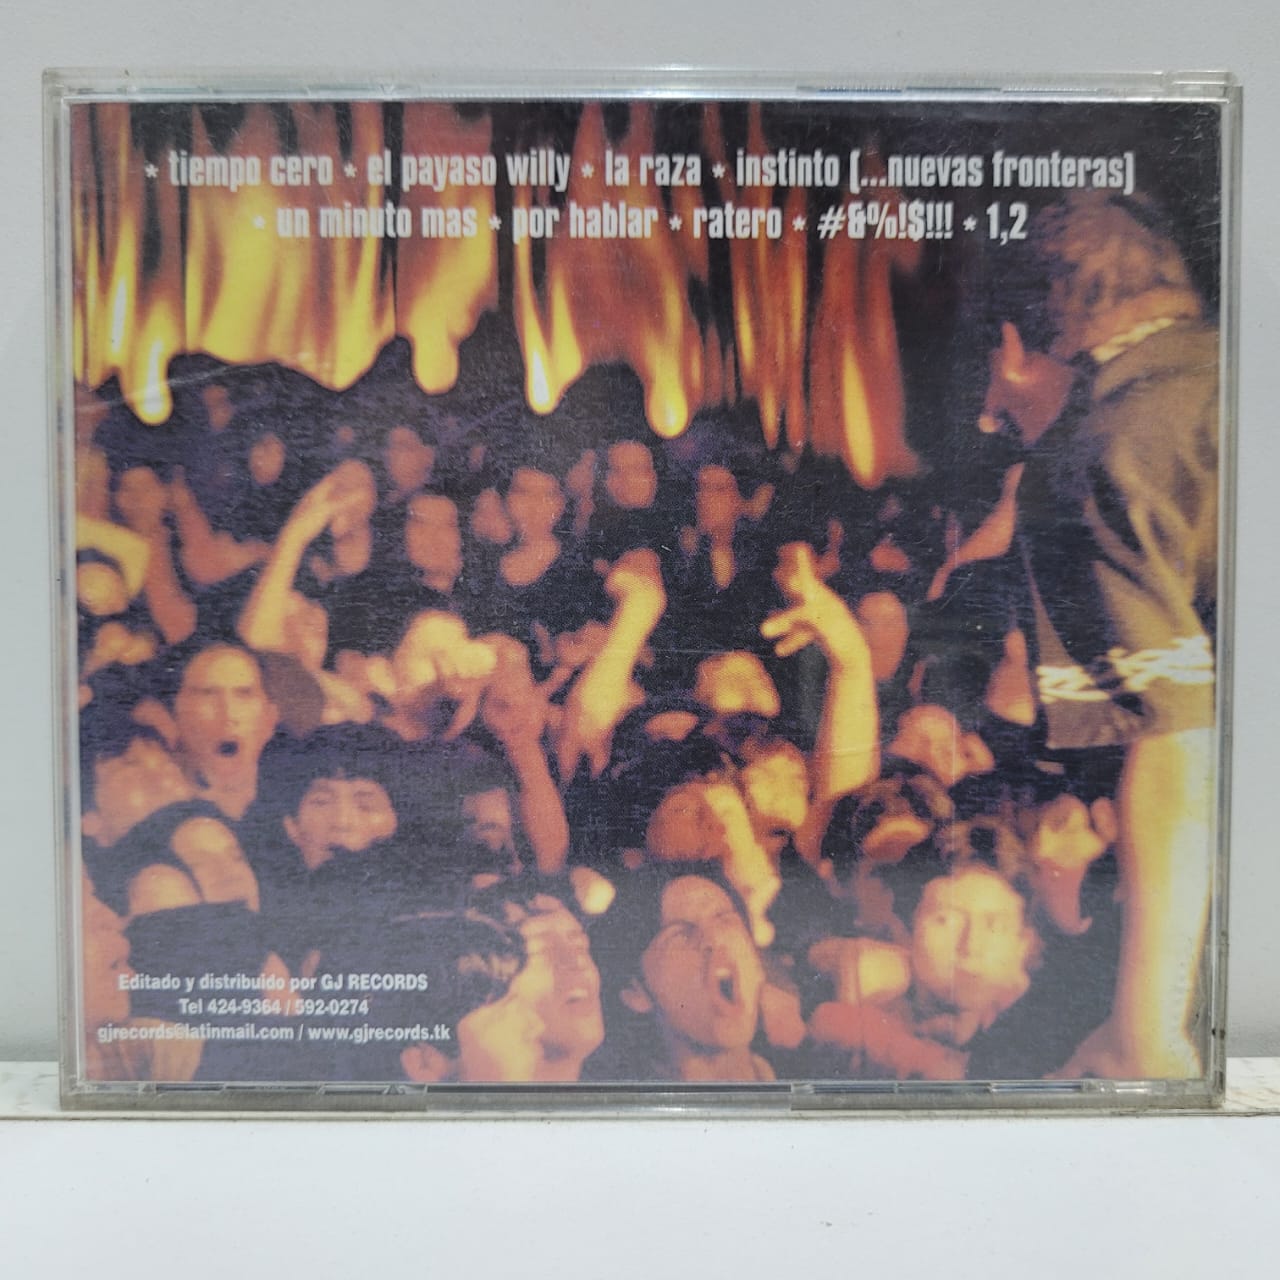 * tiempo cero * el payaso willy * la raza * instinto (...nuevas fronteras)
* un minuto mas * por hablar * ratero * #&%!$!!! * 1,2
Editado y distribuido por GJ RECORDS
Tel 424-9364 / 592-0274
gjrecords@latinmail.com / www.gjrecords.tk